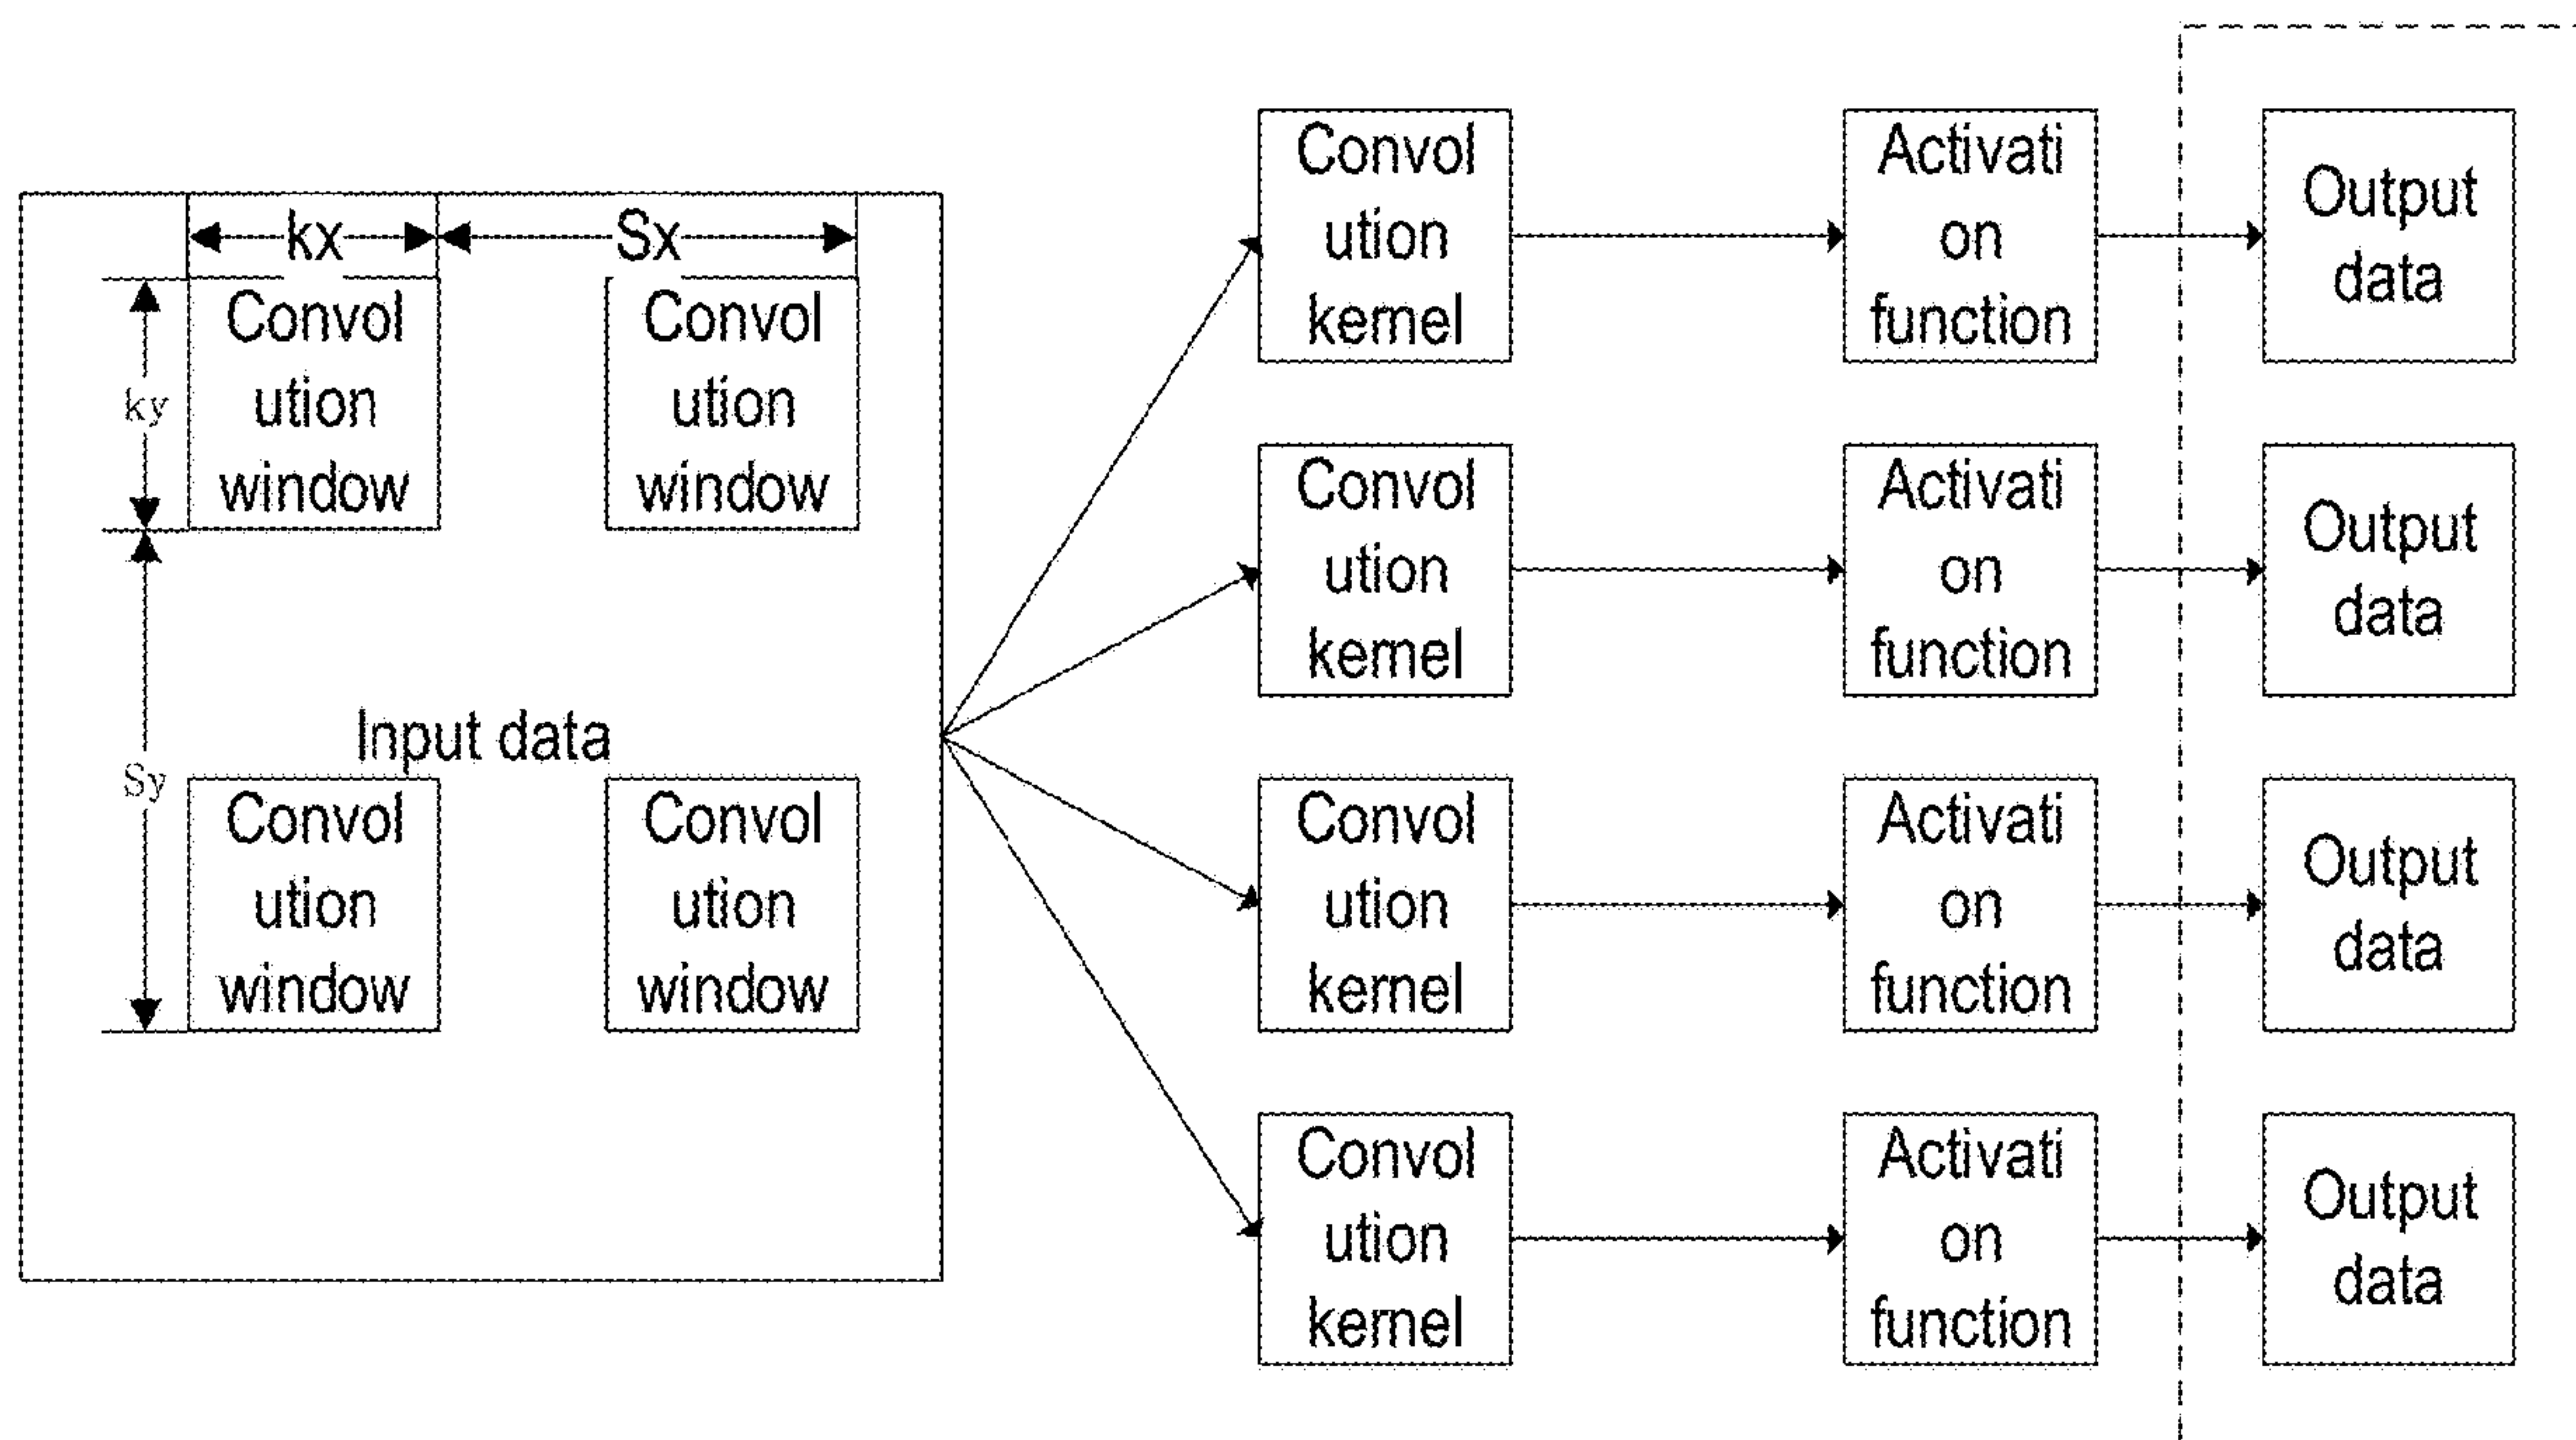 kx
Sx
ky
Convol
ution
window
Convol
ution
window
Input data
Sy
Convol
ution
window
Convol
ution
window
Convol
ution
kernel
Activati
on
function
Output
data
Convol
ution
kernel
Activati
on
function
Output
data
Convol
ution
kernel
Activati
on
function
Output
data
Convol
ution
kernel
Activati
on
function
Output
data